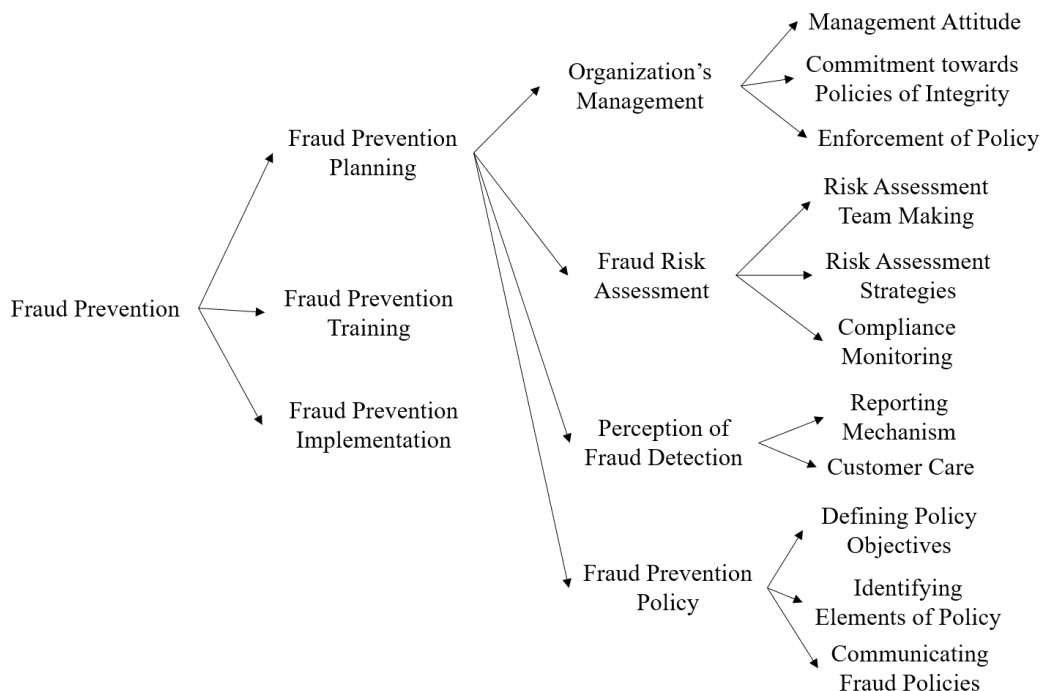 Fraud Prevention
Fraud Prevention
Planning
Fraud Prevention
Training
Fraud Prevention
Implementation
Organization’s
Management
Fraud Risk
Assessment
Perception of
Fraud Detection
Fraud Prevention
Policy
Management Attitude
Commitment towards
Policies of Integrity
Enforcement of Policy
Risk Assessment
Team Making
Risk Assessment
Strategies
Compliance
Monitoring
Reporting
Mechanism
Customer Care
Defining Policy
Objectives
Identifying
Elements of Policy
Communicating
Fraud Policies